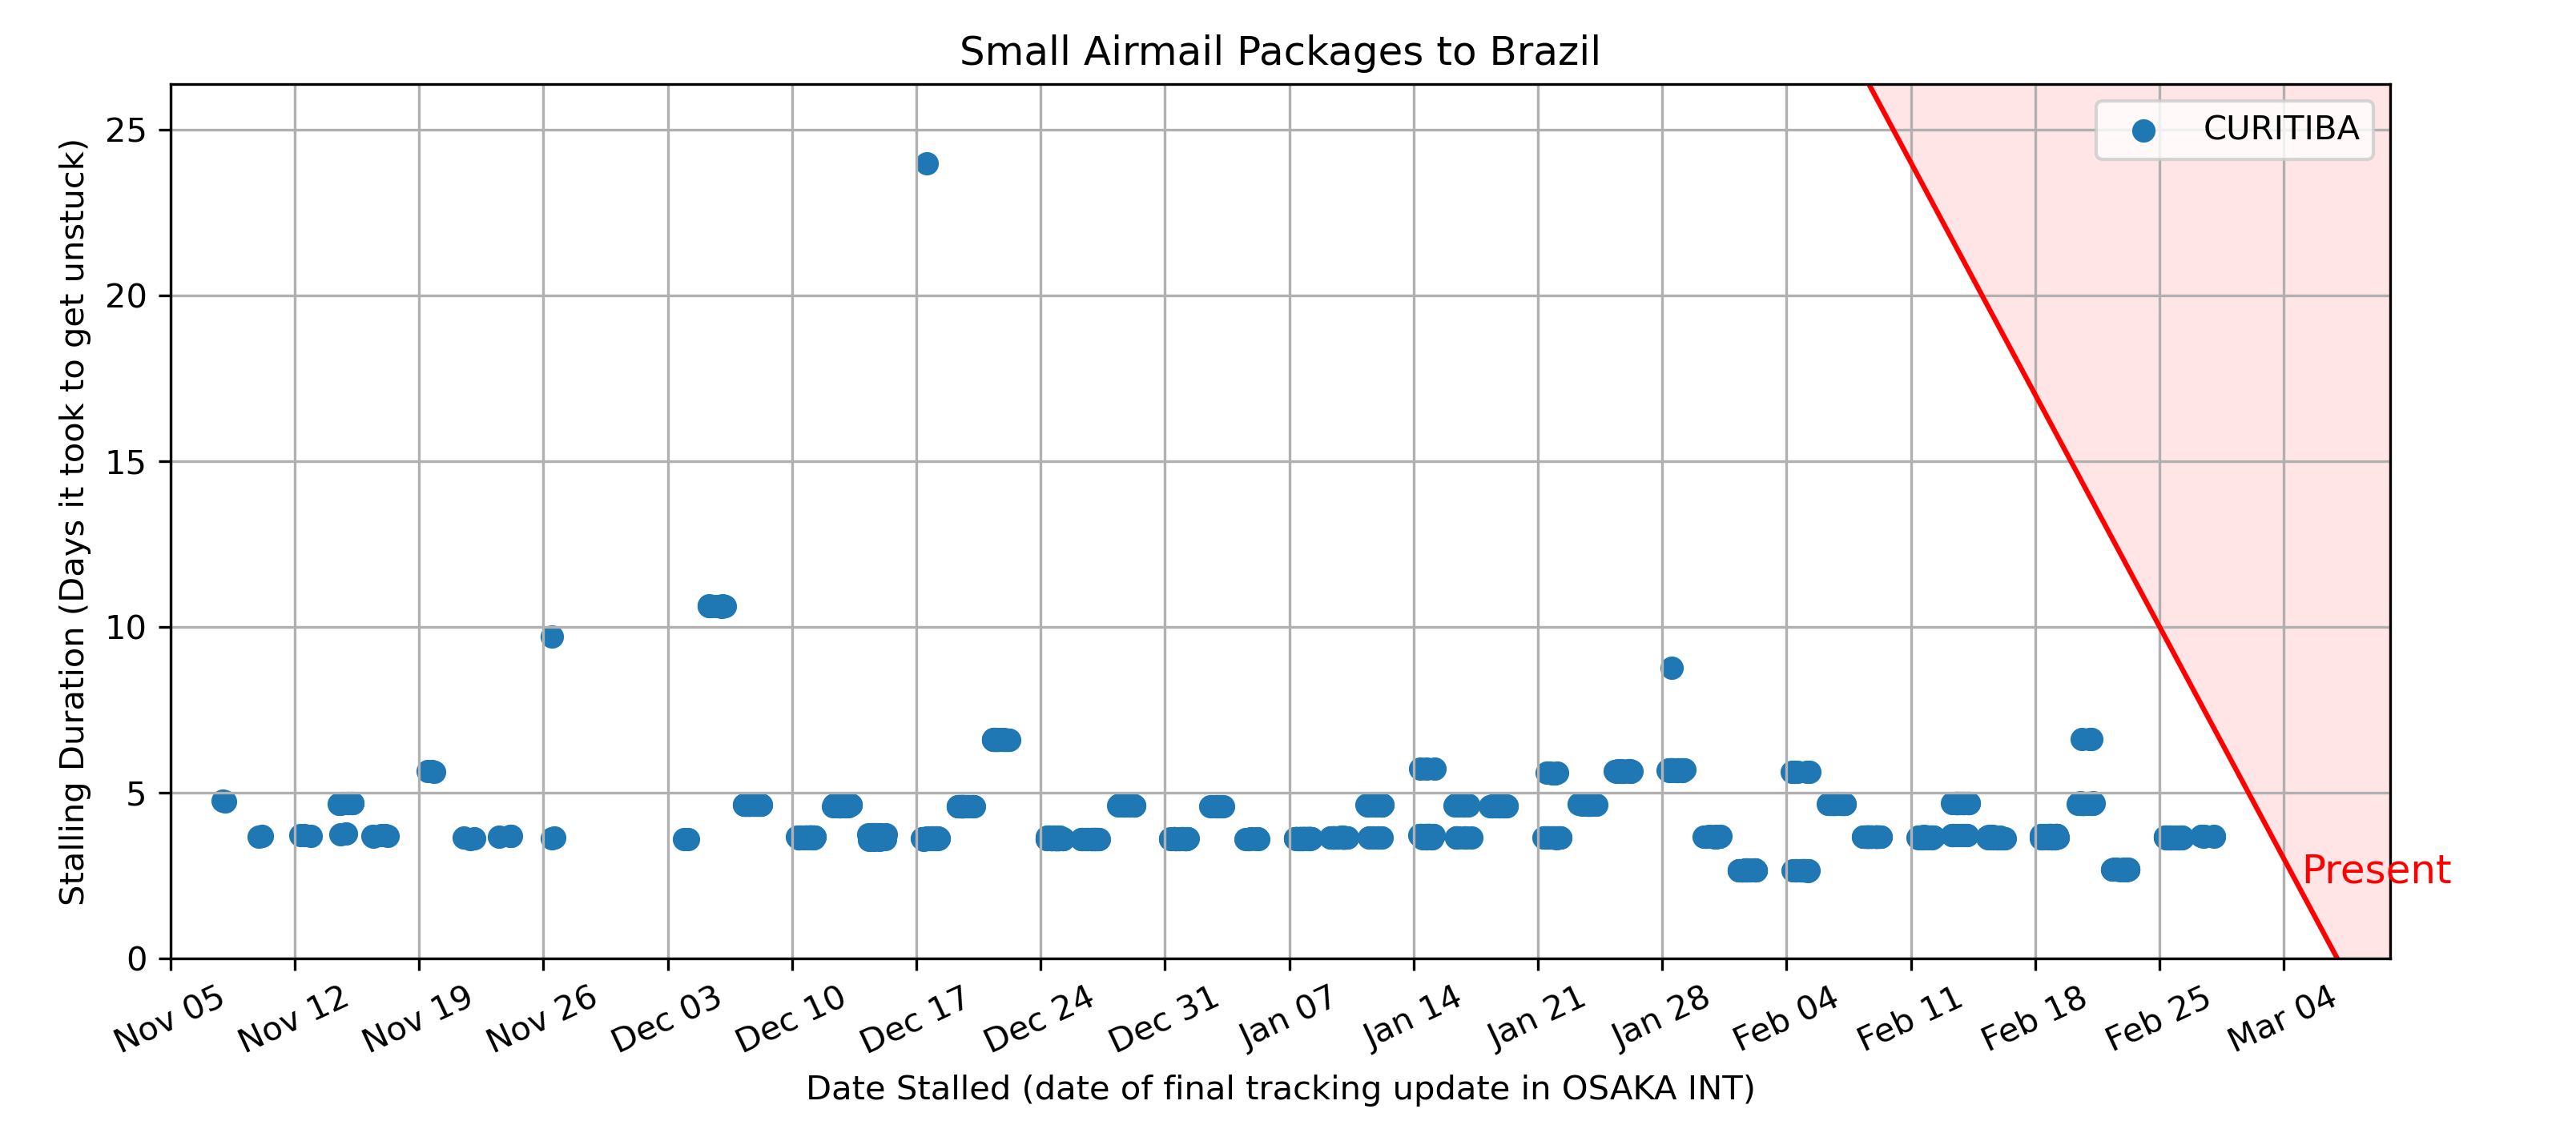 Small Airmail Packages to Brazil
Stalling Duration (Days it took to get unstuck)
25
20
15
10
5
0
CURITIBA
Present
Nov 05
Nov 12
Nov 19
Nov 26
Dec 03
Dec 10
Dec 17
Dec 24
Dec 31
Jan 07
Jan 14
Jan 21
Jan 28
Feb 04
Feb 11
Feb 18
Feb 25
Mar 04
Date Stalled (date of final tracking update in OSAKA INT)